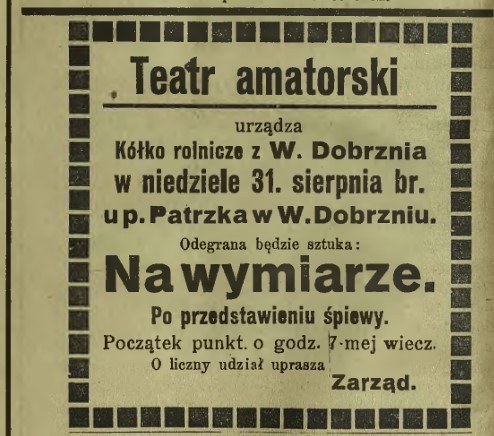 Teatr amatorski
urządza
Kółko rolnicze z W. Dobrznia
w niedziele 31. sierpnia br.
u p. Patrzka w W. Dobrzniu.
Odegrana będzie sztuka:
Na wymiarze.
Po przedstawieniu śpiewy.
Początek punkt. o godz. 7-mej wiecz.
O liczny udział uprasza
Zarząd.